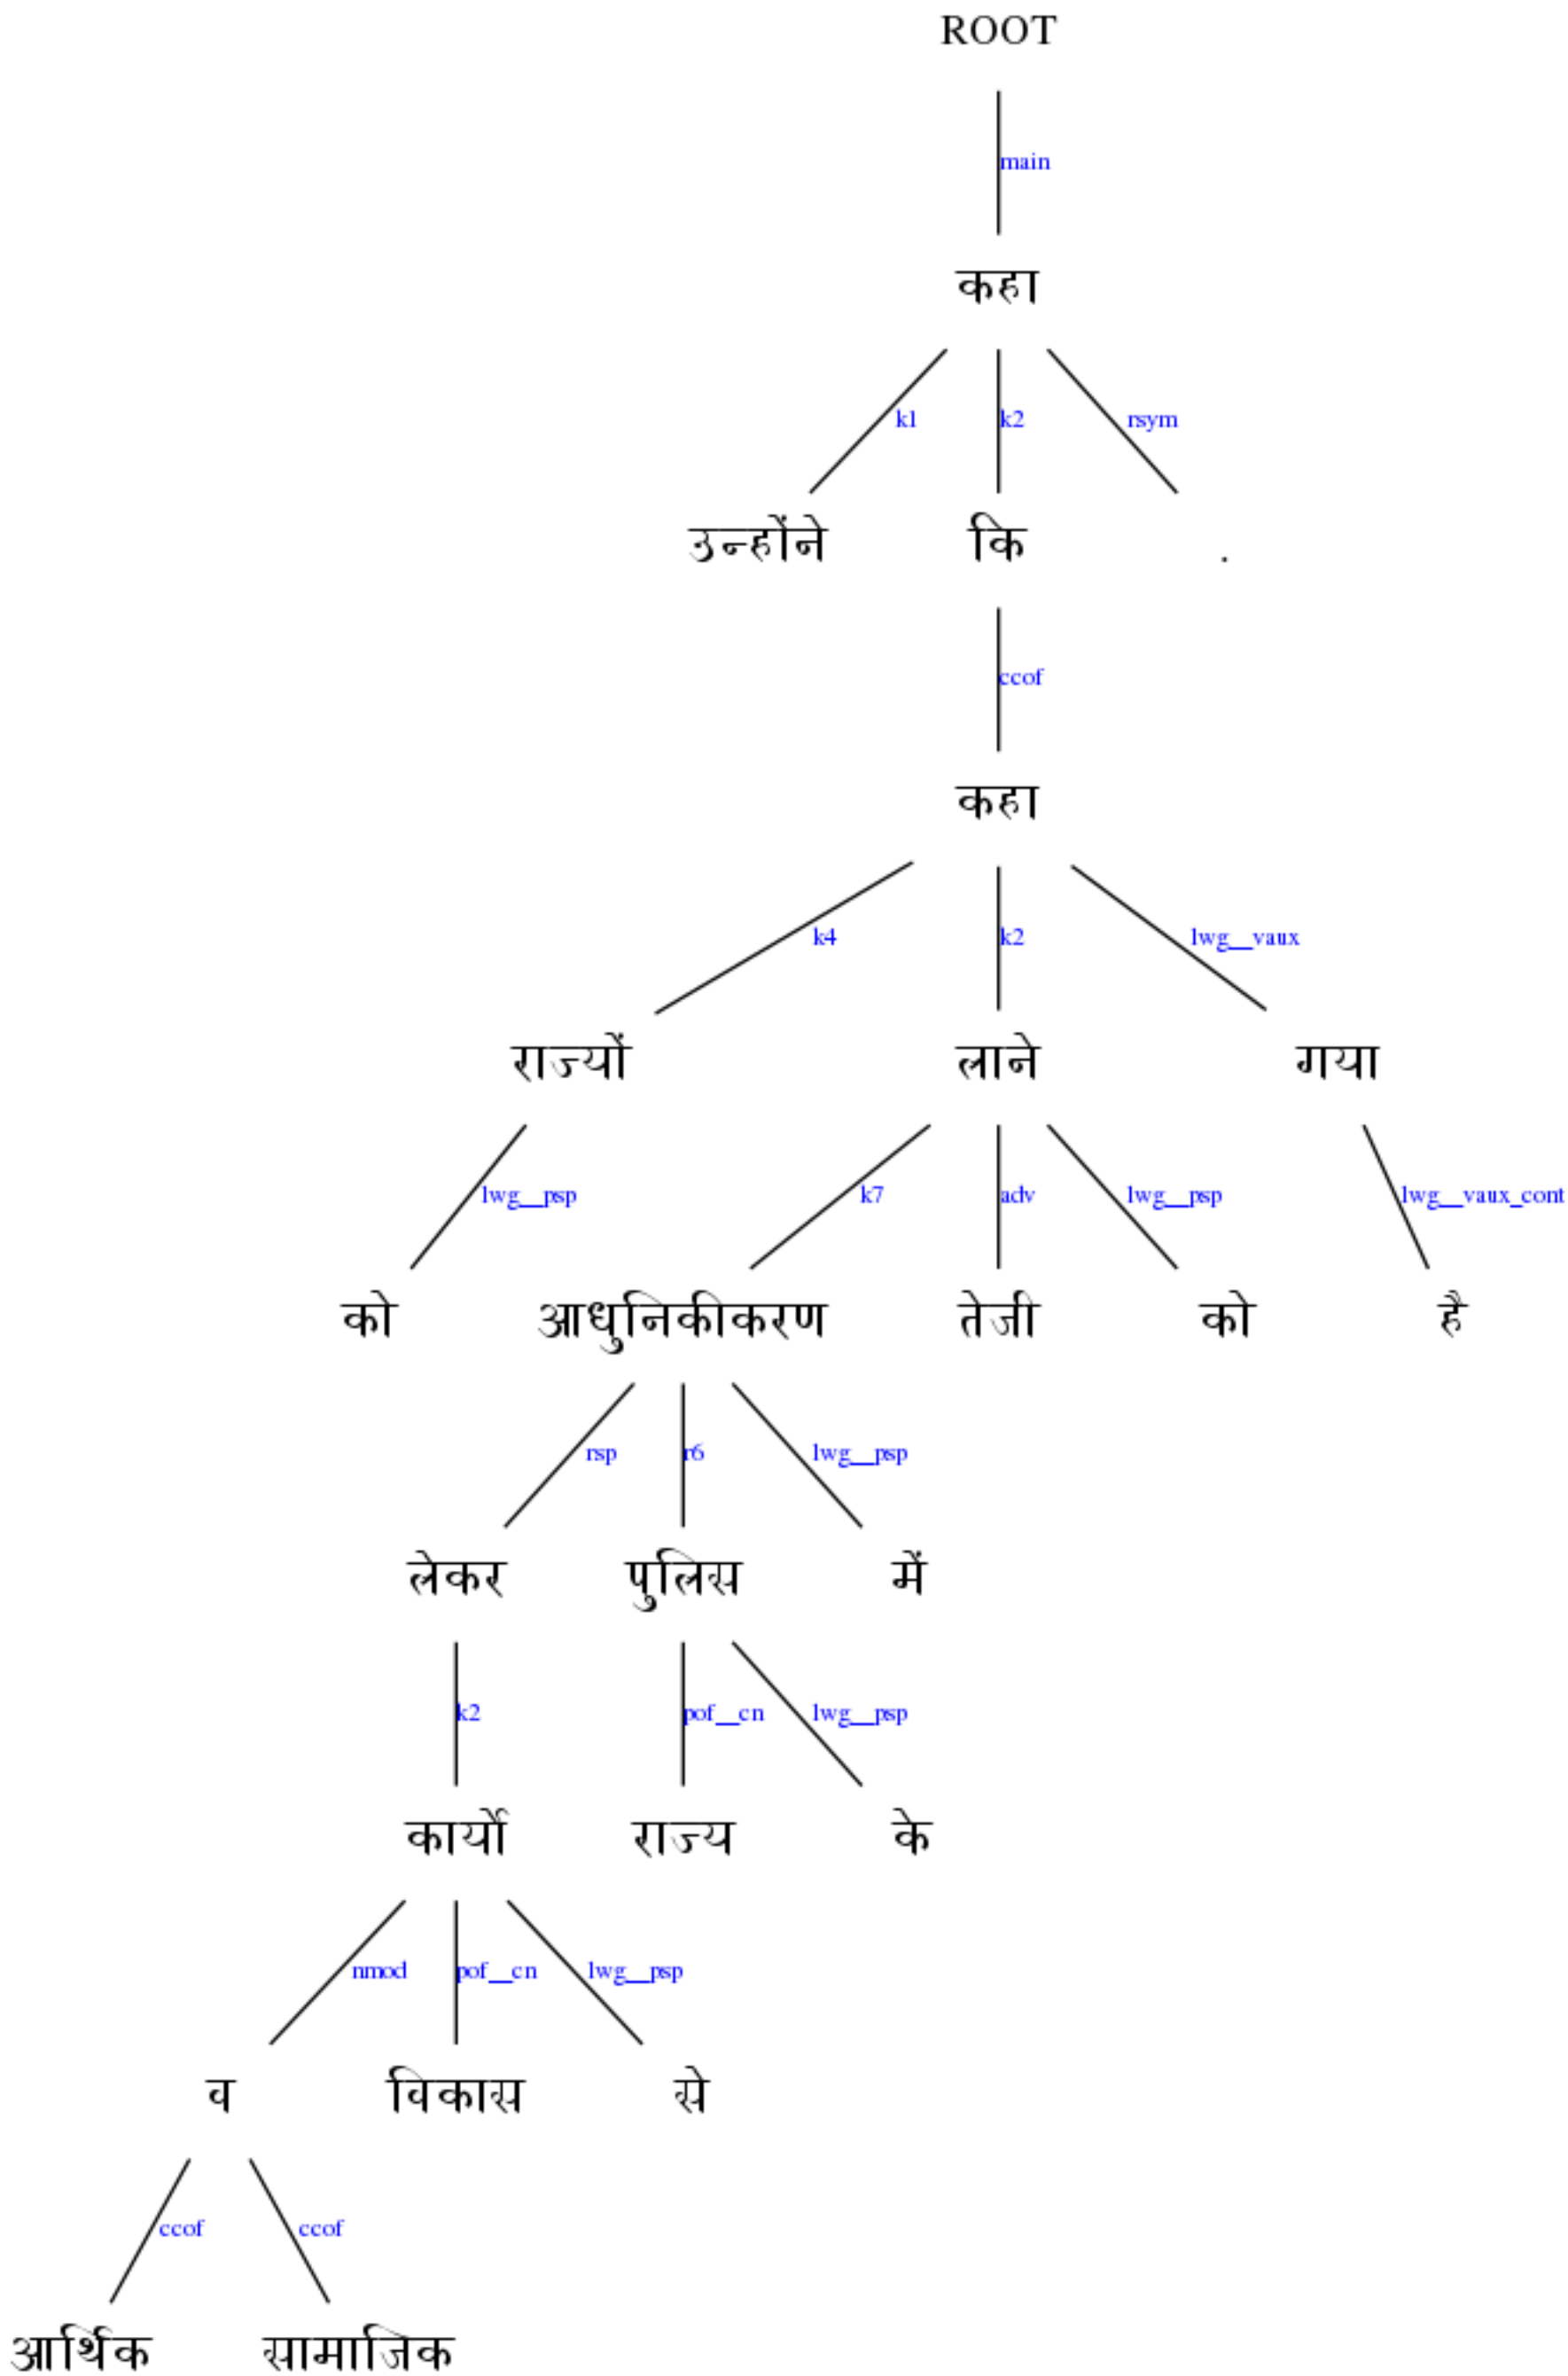 ROOT
main
कहा
k1 k2 rsym
उन्होंने कि .
ccof
कहा
k4 k2 lwg__vaux
राज्यों लाने गया
lwg__psp k7 adv lwg__psp lwg__vaux_cont
को आधुनिकीकरण तेजी को है
rsp r6 lwg__psp
लेकर पुलिस में
k2 pof__cn lwg__psp
कार्यों राज्य के
nmod pof__cn lwg__psp
व विकास से
ccof ccof
आर्थिक सामाजिक